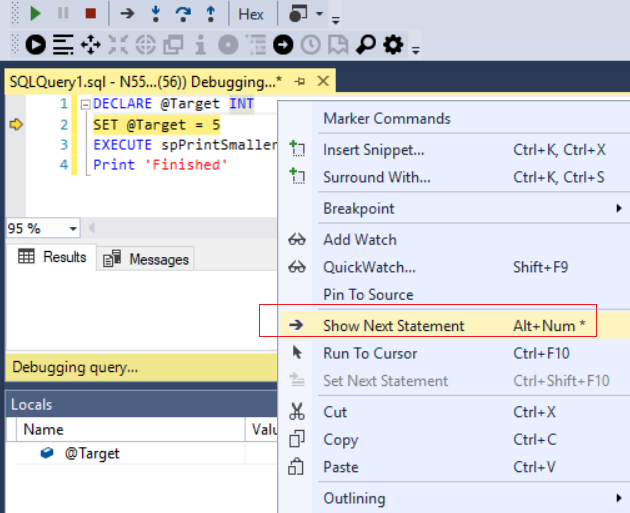 Hex
SQLQuery1.sql - N55...(56)) Debugging...*
1 DECLARE @Target INT
2 SET @Target = 5
3 EXECUTE spPrintSmaller
4 Print 'Finished'
95 %
Results Messages
Debugging query...
Locals
Name Valu
@Target
Marker Commands
Insert Snippet... Ctrl+K, Ctrl+X
Surround With... Ctrl+K, Ctrl+S
Breakpoint
Add Watch
QuickWatch... Shift+F9
Pin To Source
Show Next Statement Alt+Num *
Run To Cursor Ctrl+F10
Set Next Statement Ctrl+Shift+F10
Cut Ctrl+X
Copy Ctrl+C
Paste Ctrl+V
Outlining